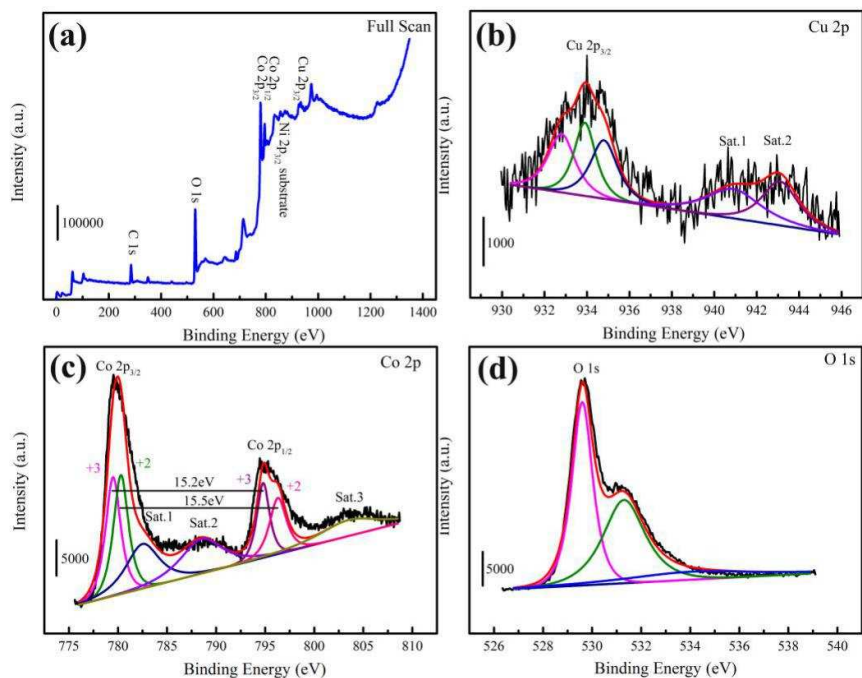 (a)
Full Scan
Co 2p3/2
Co 2p1/2
Cu 2p3/2
Ni 2p3/2 substrate
O 1s
C 1s
100000
Intensity (a.u.)
0 200 400 600 800 1000 1200 1400
Binding Energy (eV)
(b)
Cu 2p
Cu 2p3/2
Sat.1
Sat.2
1000
Intensity (a.u.)
930 932 934 936 938 940 942 944 946
Binding Energy (eV)
(c)
Co 2p
Co 2p3/2
Co 2p1/2
+3
+2
15.2eV
+3
+2
15.5eV
Sat.1
Sat.2
Sat.3
5000
Intensity (a.u.)
775 780 785 790 795 800 805 810
Binding Energy (eV)
(d)
O 1s
O 1s
5000
Intensity (a.u.)
526 528 530 532 534 536 538 540
Binding Energy (eV)